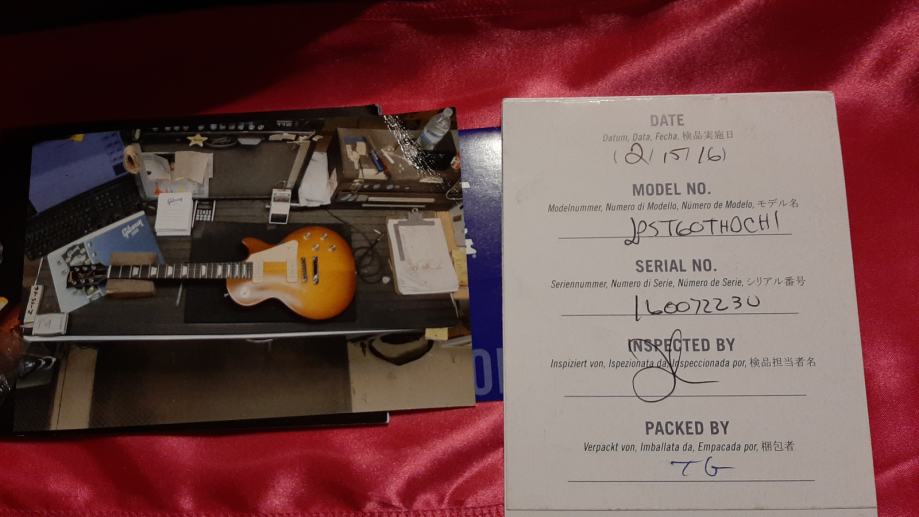 DATE
Datum, Data, Fecha, 検品実施日
(2/15/16)
MODEL NO.
Modelnummer, Numero di Modello, Número de Modelo, モデル名
LPST60THDCH1
SERIAL NO.
Seriennummer, Numero di Serie, Número de Serie, シリアル番号
160072230
INSPECTED BY
Inspiziert von, Ispezionata da, Inspeccionada por, 検品担当者名
PACKED BY
Verpackt von, Imballata da, Empacada por, 梱包者
TG